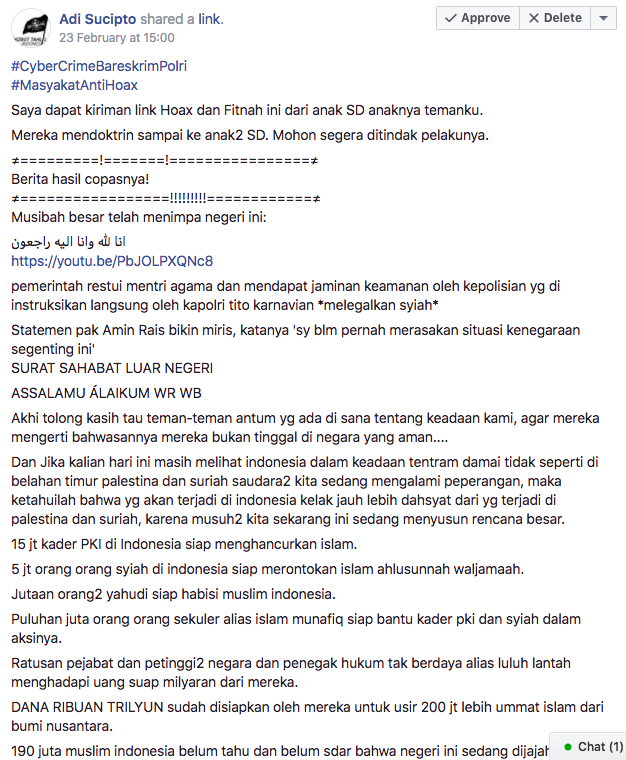 Adi Sucipto shared a link.
23 February at 15:00
Approve
Delete
#CyberCrimeBareskrimPolri
#MasyakatAntiHoax
Saya dapat kiriman link Hoax dan Fitnah ini dari anak SD anaknya temanku.
Mereka mendoktrin sampai ke anak2 SD. Mohon segera ditindak pelakunya.
≠=========!=======!================≠
Berita hasil copasnya!
≠=================!!!!!!!!!============≠
Musibah besar telah menimpa negeri ini:
انا لله وانا اليه راجعون
https://youtu.be/PbJOLPXQNc8
pemerintah restui mentri agama dan mendapat jaminan keamanan oleh kepolisian yg di
instruksikan langsung oleh kapolri tito karnavian *melegalkan syiah*
Statemen pak Amin Rais bikin miris, katanya 'sy blm pernah merasakan situasi kenegaraan
segenting ini'
SURAT SAHABAT LUAR NEGERI
ASSALAMU ÁLAIKUM WR WB
Akhi tolong kasih tau teman-teman antum yg ada di sana tentang keadaan kami, agar mereka
mengerti bahwasannya mereka bukan tinggal di negara yang aman....
Dan Jika kalian hari ini masih melihat indonesia dalam keadaan tentram damai tidak seperti di
belahan timur palestina dan suriah saudara2 kita sedang mengalami peperangan, maka
ketahuilah bahwa yg akan terjadi di indonesia kelak jauh lebih dahsyat dari yg terjadi di
palestina dan suriah, karena musuh2 kita sekarang ini sedang menyusun rencana besar.
15 jt kader PKI di Indonesia siap menghancurkan islam.
5 jt orang orang syiah di indonesia siap merontokan islam ahlusunnah waljamaah.
Jutaan orang2 yahudi siap habisi muslim indonesia.
Puluhan juta orang orang sekuler alias islam munafiq siap bantu kader pki dan syiah dalam
aksinya.
Ratusan pejabat dan petinggi2 negara dan penegak hukum tak berdaya alias luluh lantah
menghadapi uang suap milyaran dari mereka.
DANA RIBUAN TRILYUN sudah disiapkan oleh mereka untuk usir 200 jt lebih ummat islam dari
bumi nusantara.
190 juta muslim indonesia belum tahu dan belum sdar bahwa negeri ini sedang
Chat (1)